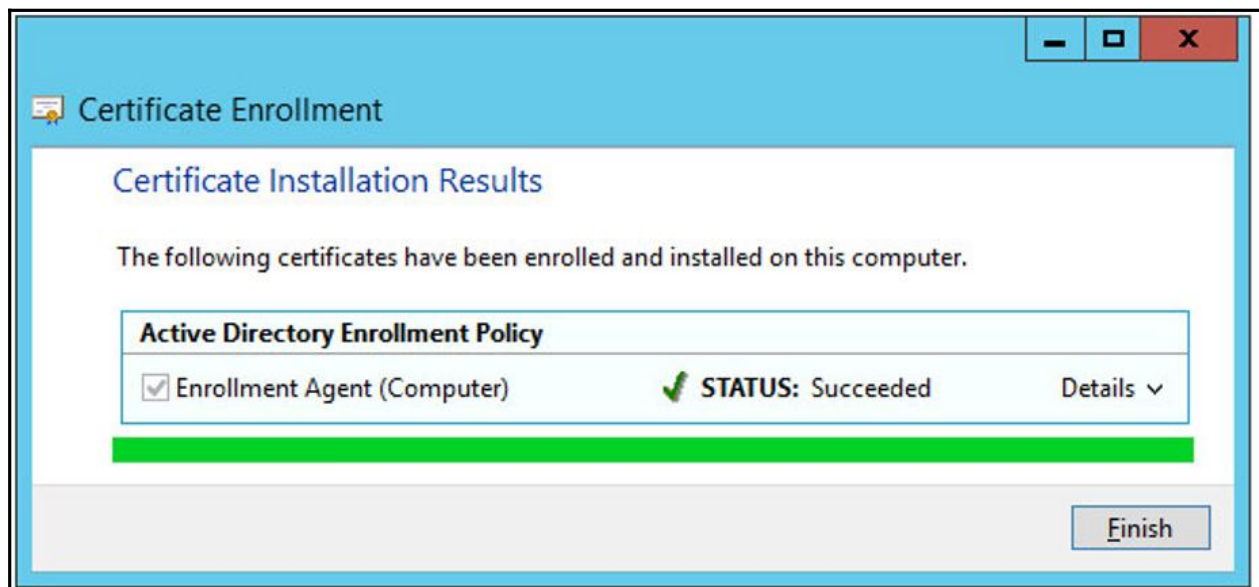 Certificate Enrollment
Certificate Installation Results
The following certificates have been enrolled and installed on this computer.
Active Directory Enrollment Policy
Enrollment Agent (Computer) STATUS: Succeeded Details
Finish